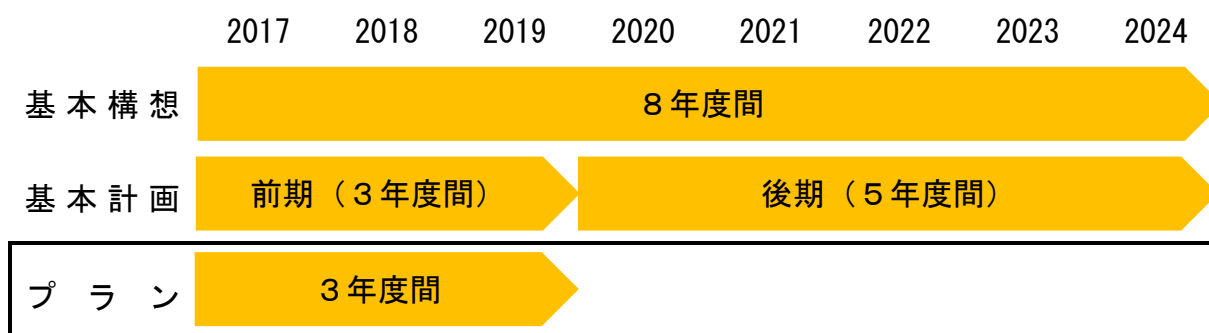 2017 2018 2019 2020 2021 2022 2023 2024
基本構想 8年度間
基本計画 前期（3年度間） 後期（5年度間）
プラン 3年度間